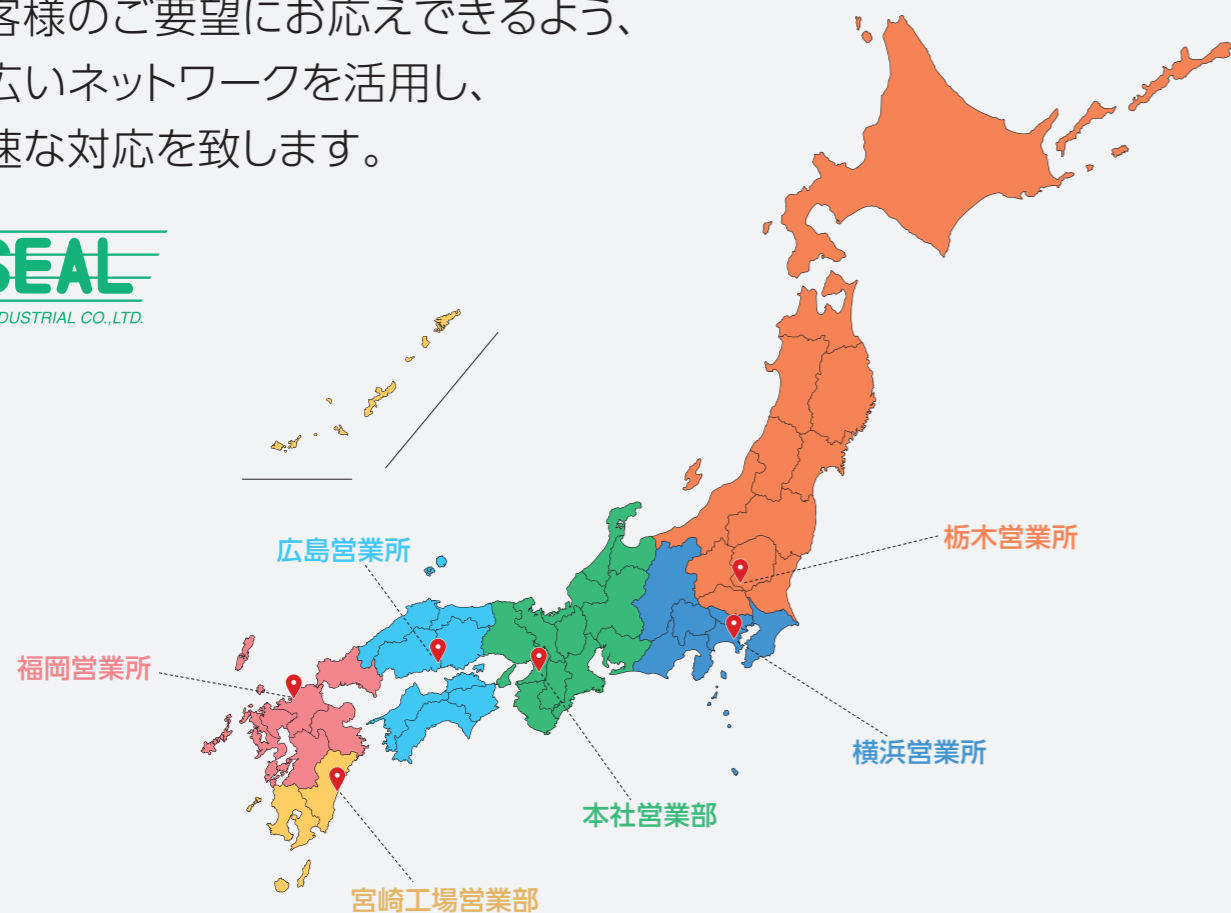 客様のご要望にお応えできるよう、
広いネットワークを活用し、
速な対応を致します。
SEAL
DUSTRIAL CO.,LTD.
広島営業所
栃木営業所
福岡営業所
横浜営業所
本社営業部
宮崎工場営業部